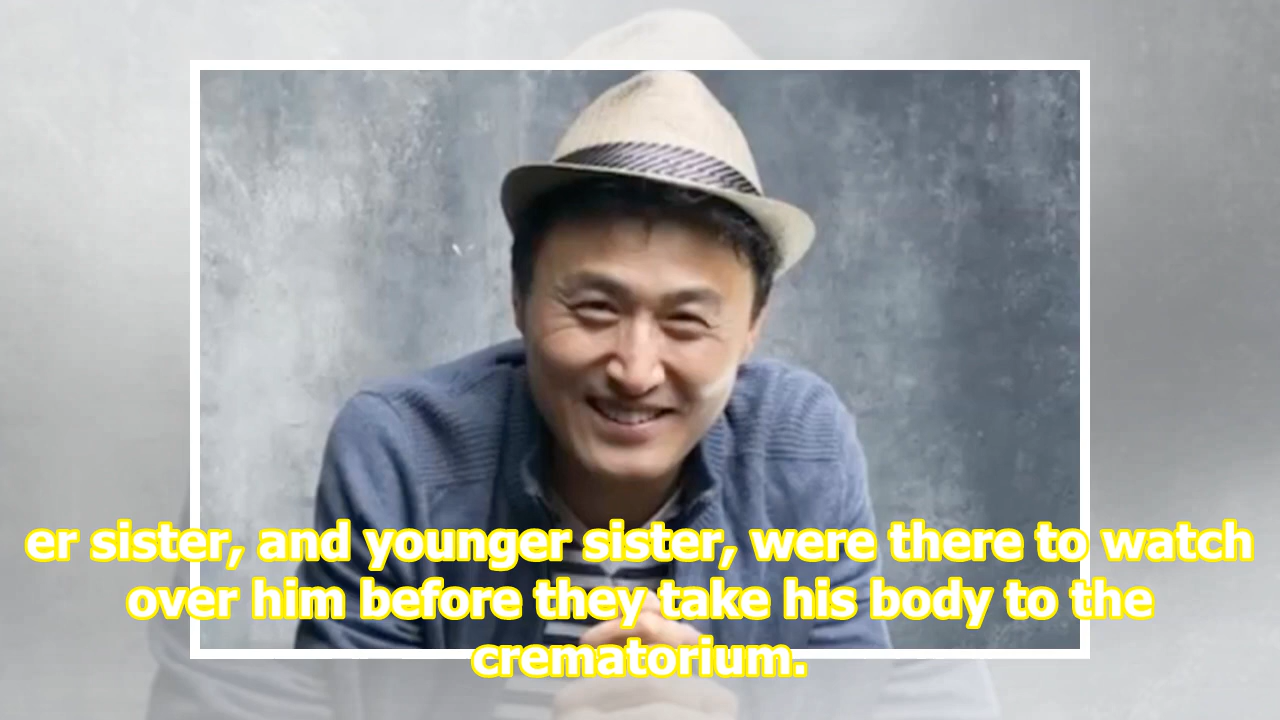 er sister, and younger sister, were there to watch
over him before they take his body to the
crematorium.